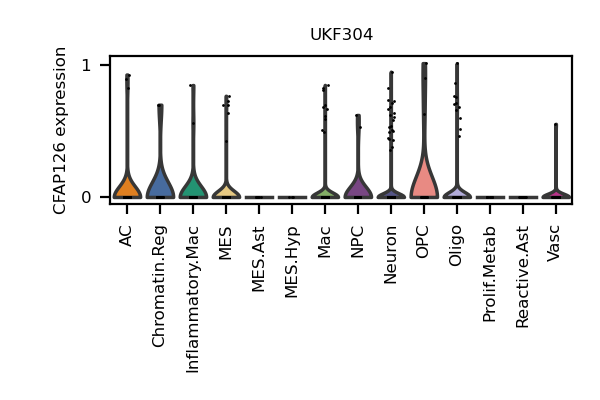 UKF304
CFAP126 expression
1
0
AC
Chromatin.Reg
Inflammatory.Mac
MES
MES.Ast
MES.Hyp
Mac
NPC
Neuron
OPC
Oligo
Prolif.Metab
Reactive.Ast
Vasc